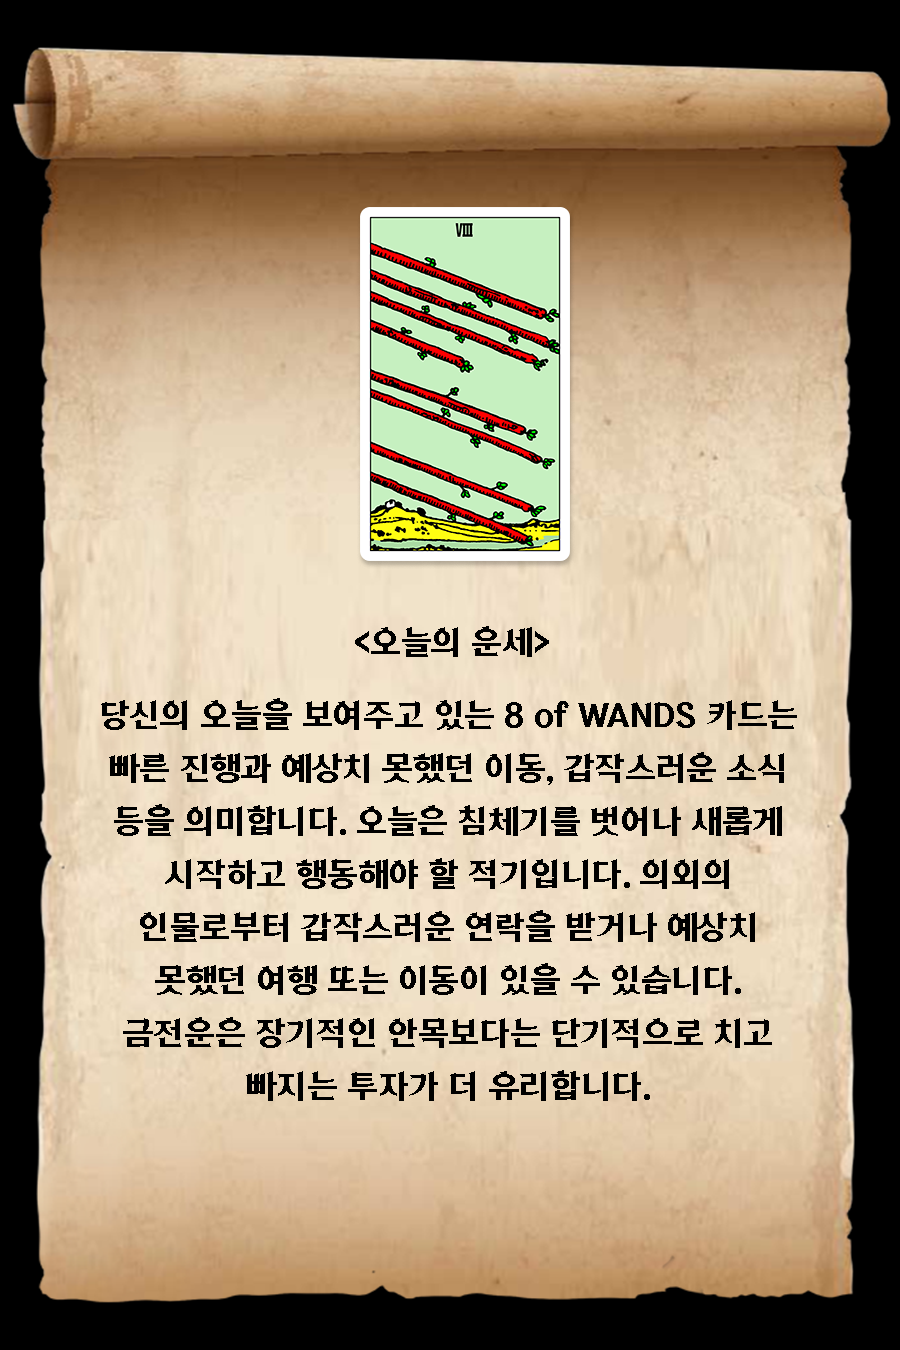 VIII
<오늘의 운세>
당신의 오늘을 보여주고 있는 8 of WANDS 카드는
빠른 진행과 예상치 못했던 이동, 갑작스러운 소식
등을 의미합니다. 오늘은 침체기를 벗어나 새롭게
시작하고 행동해야 할 적기입니다. 의외의
인물로부터 갑작스러운 연락을 받거나 예상치
못했던 여행 또는 이동이 있을 수 있습니다.
금전운은 장기적인 안목보다는 단기적으로 치고
빠지는 투자가 더 유리합니다.